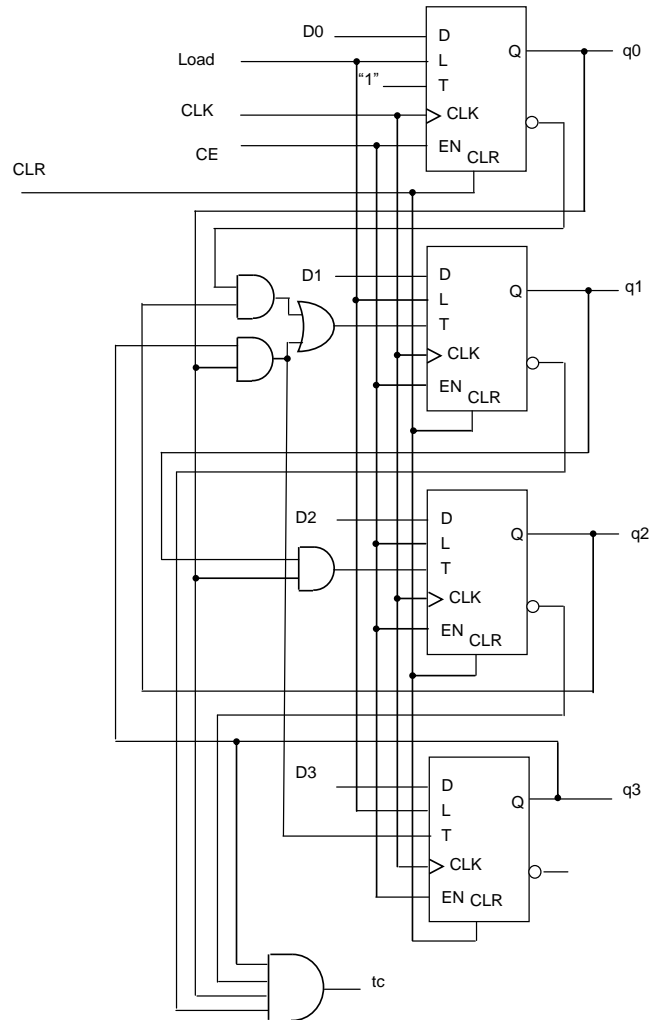 D0
D
Q
q0
Load
L
"1"
T
CLK
CLK
CE
EN
CLR
CLR
D1
D
Q
q1
L
T
CLK
EN
CLR
D2
D
Q
q2
L
T
CLK
EN
CLR
D3
D
Q
q3
L
T
CLK
EN
CLR
tc